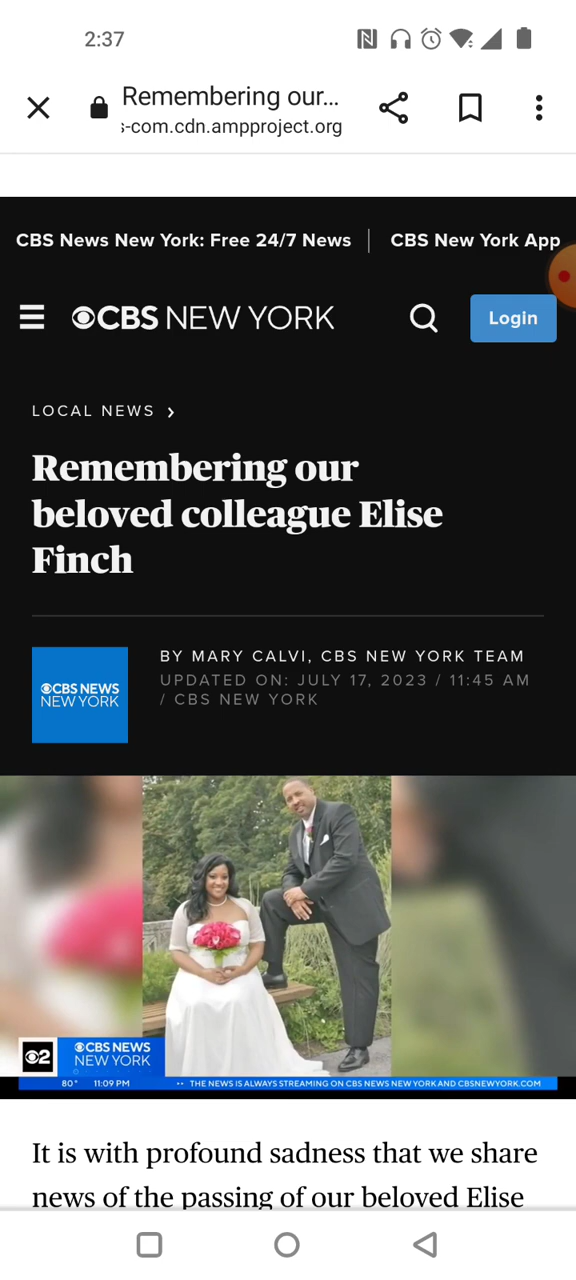 2:37
Remembering our...
s-com.cdn.ampproject.org
CBS News New York: Free 24/7 News | CBS New York App
CBS NEW YORK
Login
LOCAL NEWS ›
Remembering our
beloved colleague Elise
Finch
CBS NEWS
NEW YORK
BY MARY CALVI, CBS NEW YORK TEAM
UPDATED ON: JULY 17, 2023 / 11:45 AM
/ CBS NEW YORK
2
CBS NEWS
NEW YORK
80° 11:09 PM THE NEWS IS ALWAYS STREAMING ON CBS NEWS NEW YORK AND CBSNEWYORK.COM
It is with profound sadness that we share
news of the passing of our beloved Elise